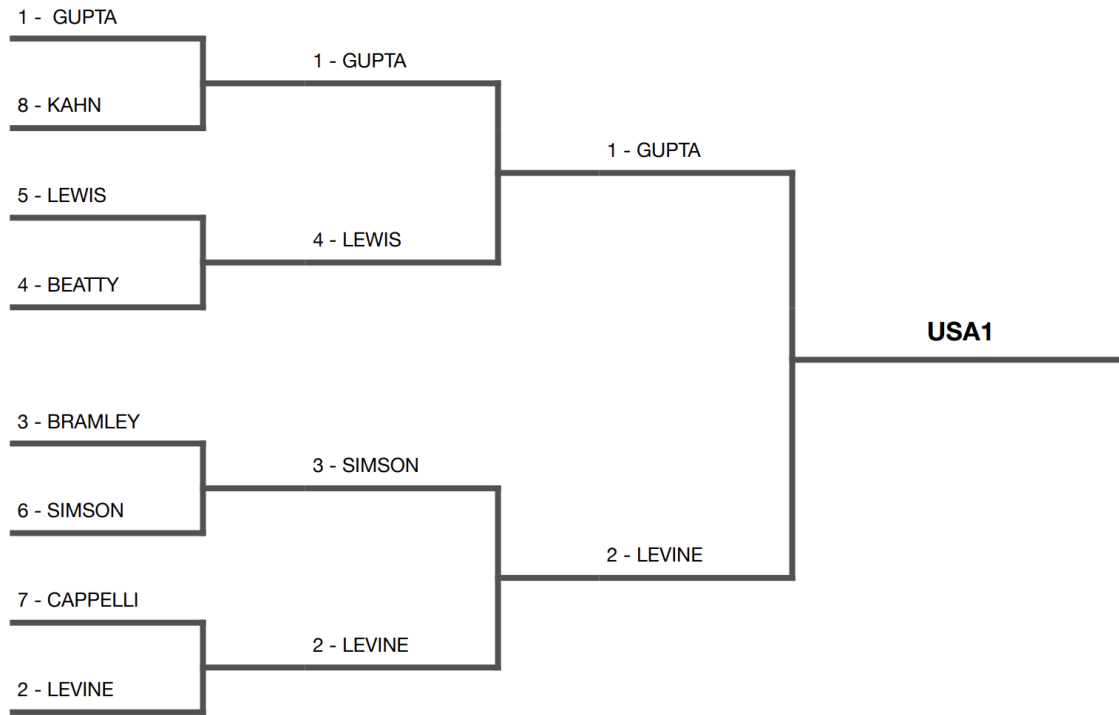 1 - GUPTA
8 - KAHN
5 - LEWIS
4 - BEATTY
3 - BRAMLEY
6 - SIMSON
7 - CAPPELLI
2 - LEVINE
1 - GUPTA
4 - LEWIS
3 - SIMSON
2 - LEVINE
1 - GUPTA
2 - LEVINE
USA1